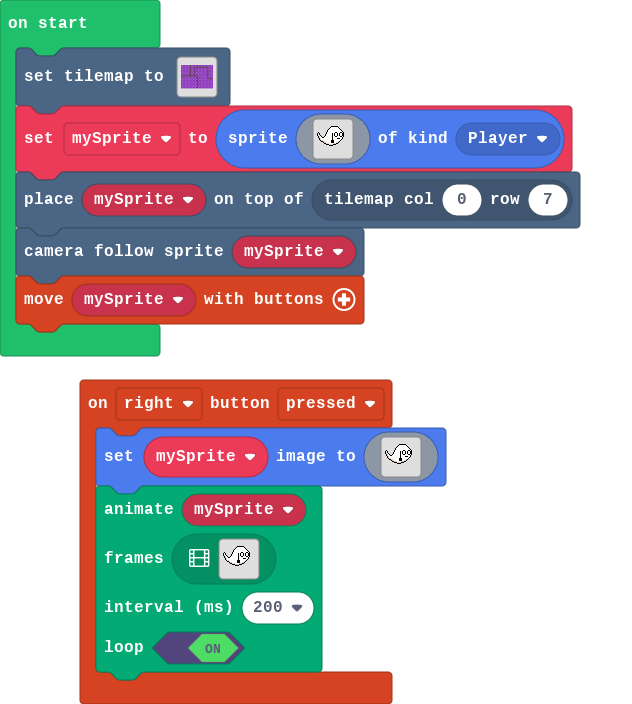 on start
set tilemap to
set mySprite to sprite of kind Player
place mySprite on top of tilemap col 0 row 7
camera follow sprite mySprite
move mySprite with buttons
on right button pressed
set mySprite image to
animate mySprite
frames
interval (ms) 200
loop ON